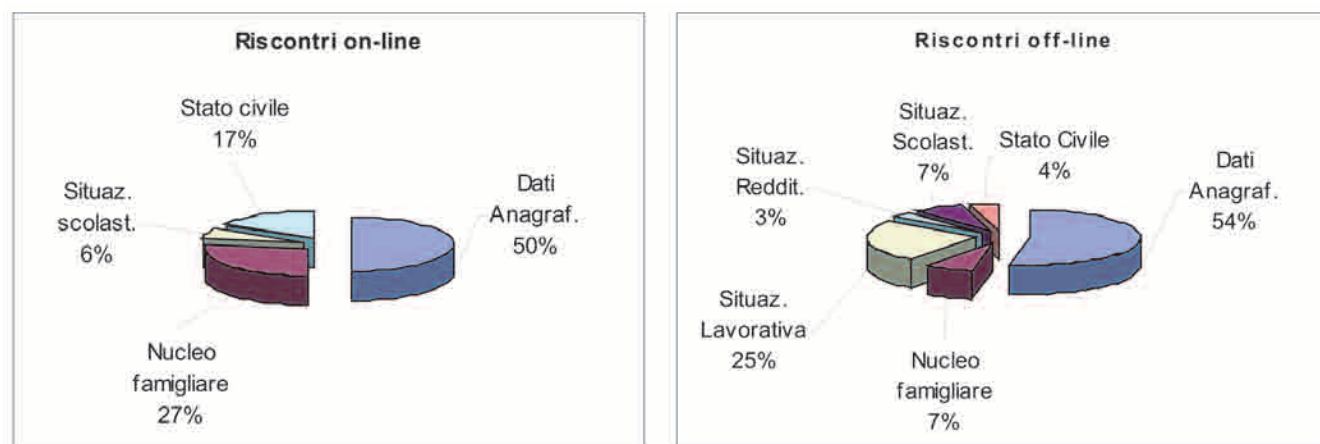 Riscontri on-line
Stato civile
17%
Situaz.
scolast.
6%
Dati
Anagraf.
50%
Nucleo
famigliare
27%
Riscontri off-line
Situaz.
Scolast.
7%
Stato Civile
4%
Situaz.
Reddit.
3%
Dati
Anagraf.
54%
Situaz.
Lavorativa
25%
Nucleo
famigliare
7%